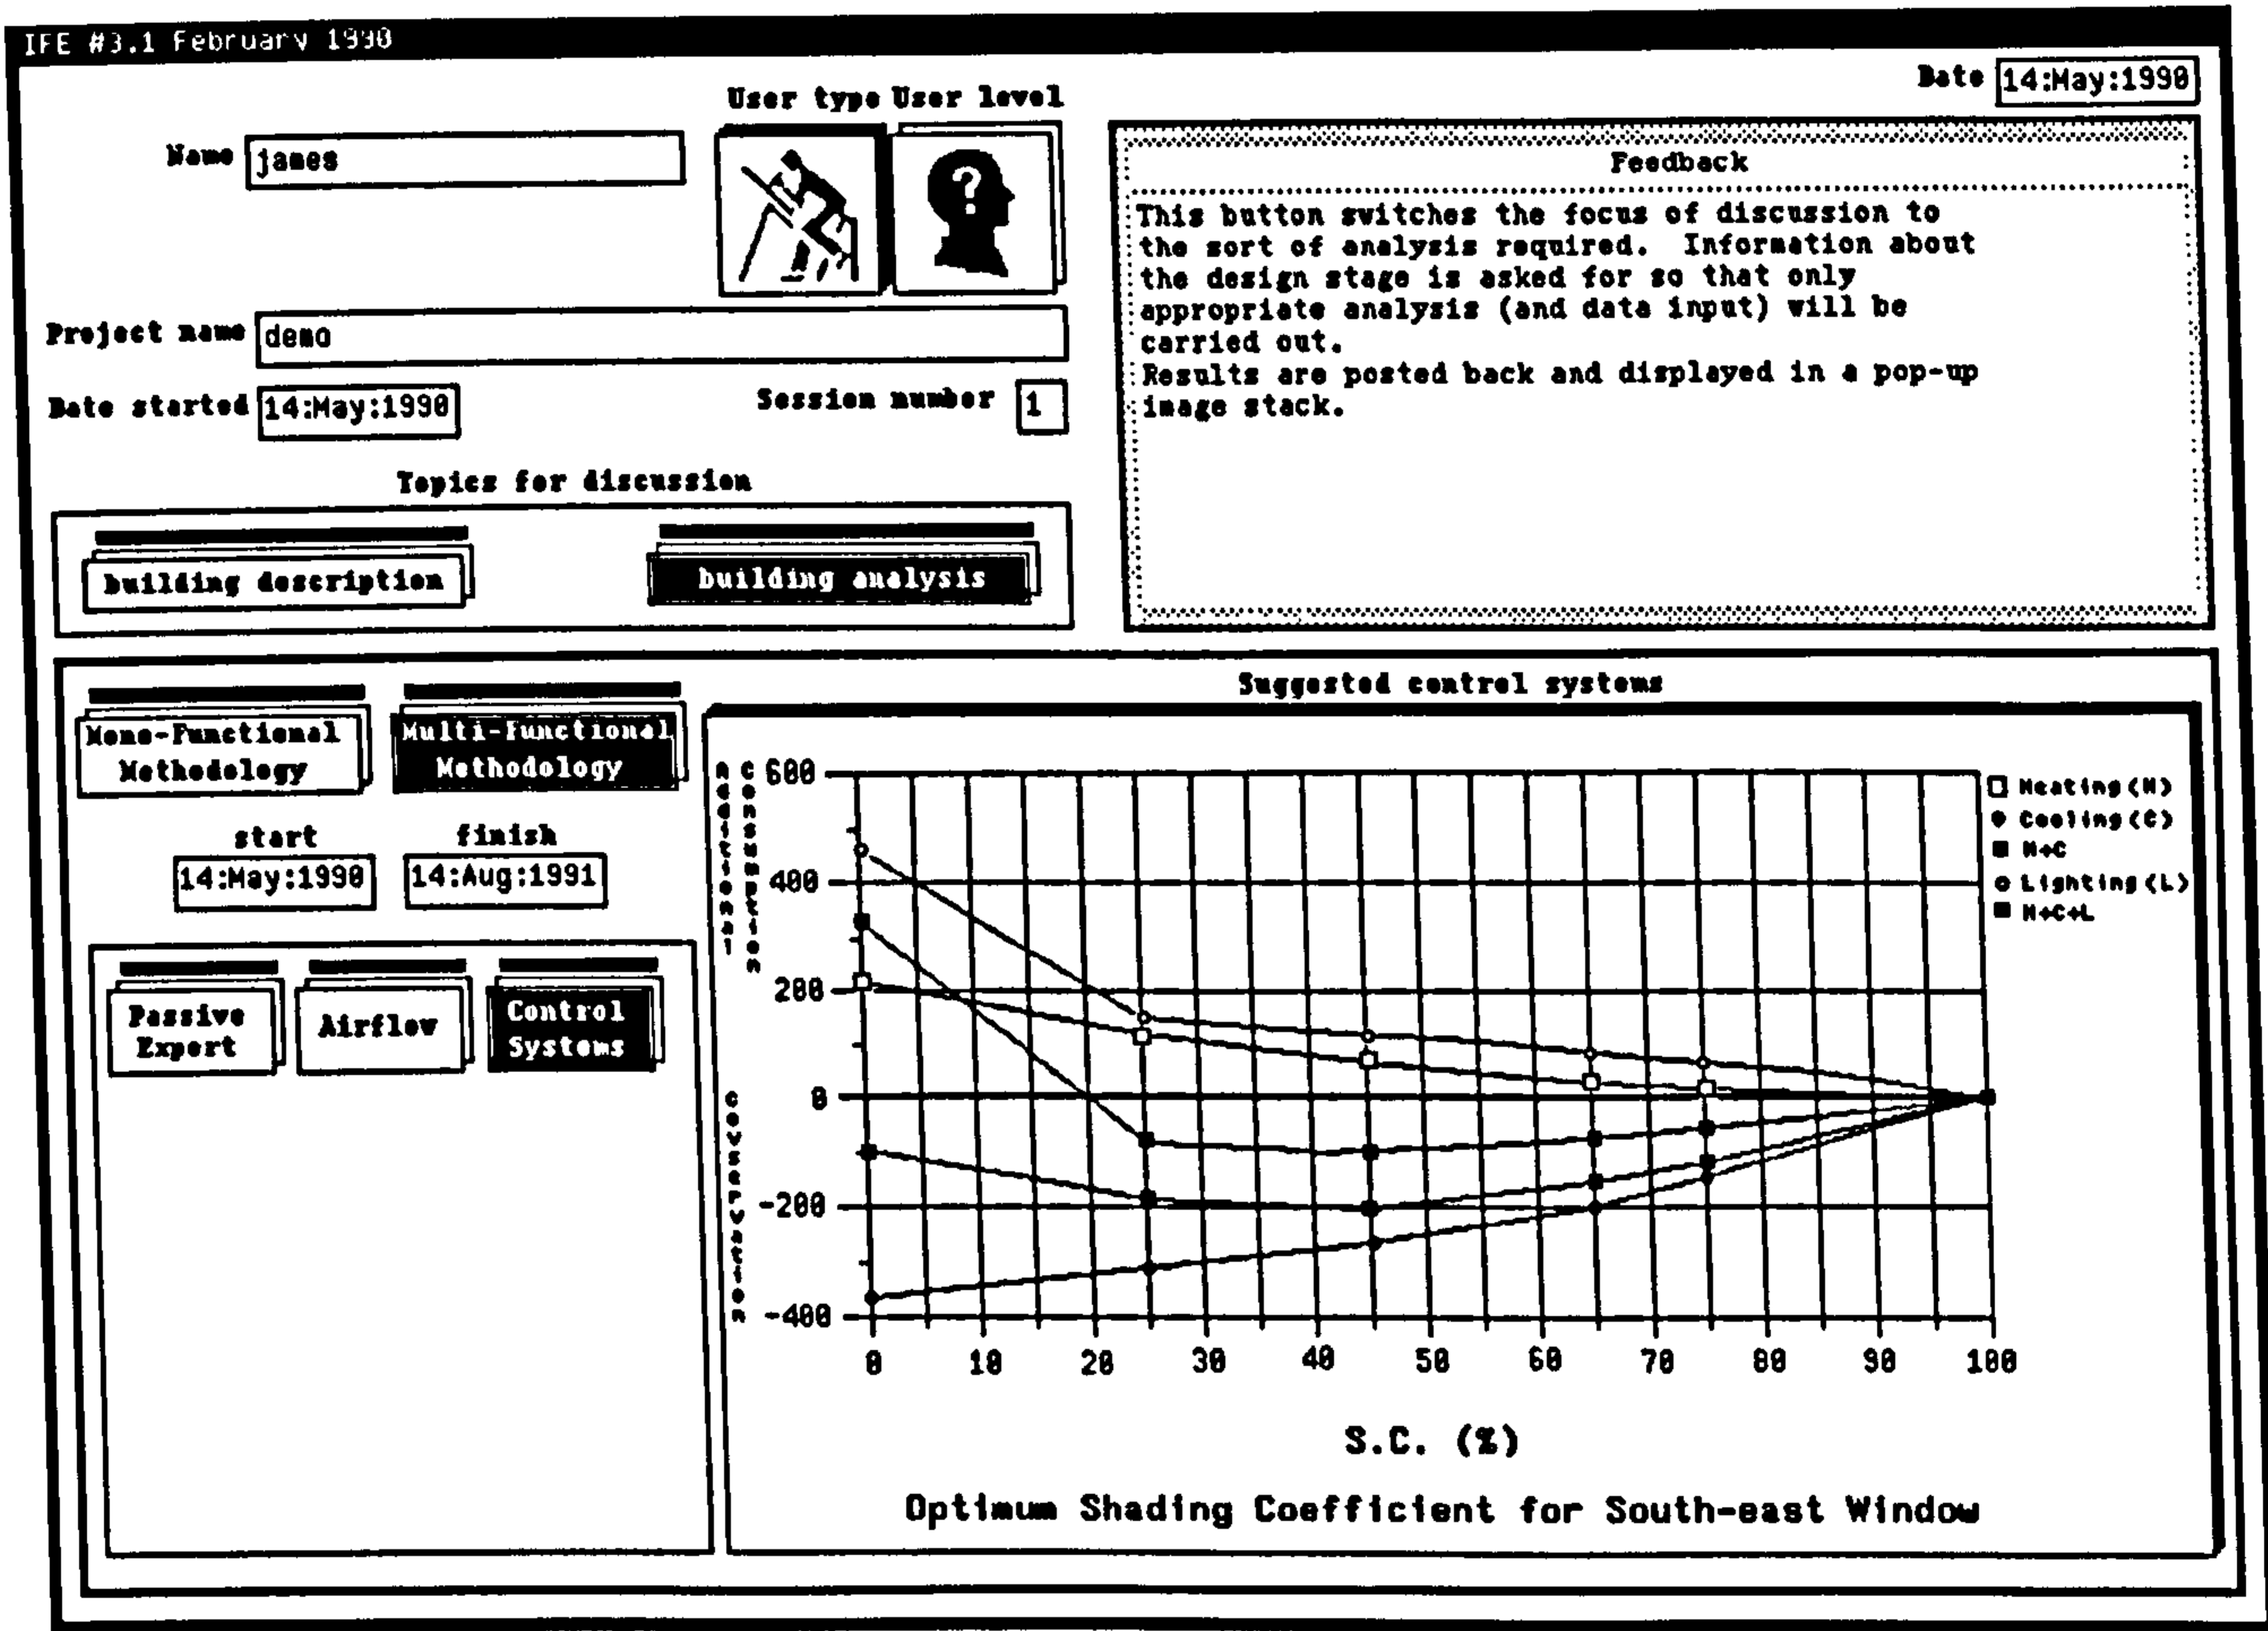 IFE #3.1 February 1990
Date 14:May:1990
User type User level
Name james
Project name demo
Date started 14:May:1990 Session number 1
Topics for discussion
building description building analysis
Feedback
This button switches the focus of discussion to
the sort of analysis required. Information about
the design stage is asked for so that only
appropriate analysis (and data input) will be
carried out.
Results are posted back and displayed in a pop-up
image stack.
Mono-Functional
Methodology
Multi-Functional
Methodology
start finish
14:May:1990 14:Aug:1991
Passive
Expert
Airflow
Control
Systems
Suggested control systems
Additional
Consumption
Conservation
600
400
200
0
-200
-400
0 10 20 30 40 50 60 70 80 90 100
Heating(H)
Cooling(C)
H+C
Lighting(L)
H+C+L
S.C. (%)
Optimum Shading Coefficient for South-east Window